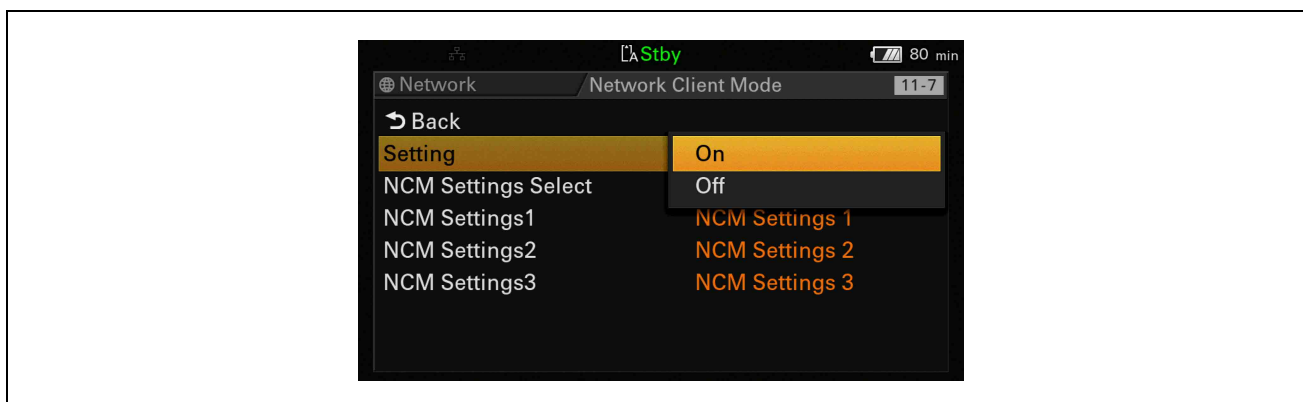 Stby 80 min
Network Network Client Mode 11-7
Back
Setting On
NCM Settings Select Off
NCM Settings1 NCM Settings 1
NCM Settings2 NCM Settings 2
NCM Settings3 NCM Settings 3